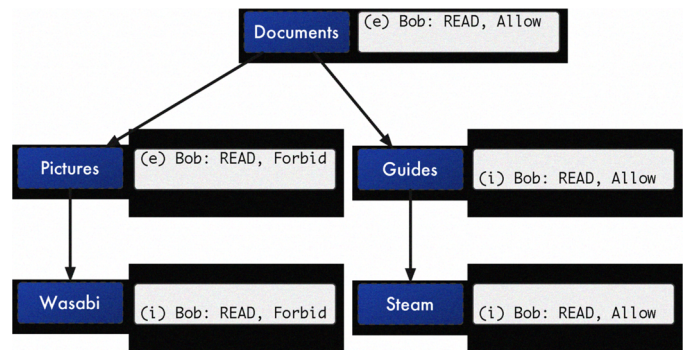 Documents
(e) Bob: READ, Allow
Pictures
(e) Bob: READ, Forbid
Guides
(i) Bob: READ, Allow
Wasabi
(i) Bob: READ, Forbid
Steam
(i) Bob: READ, Allow